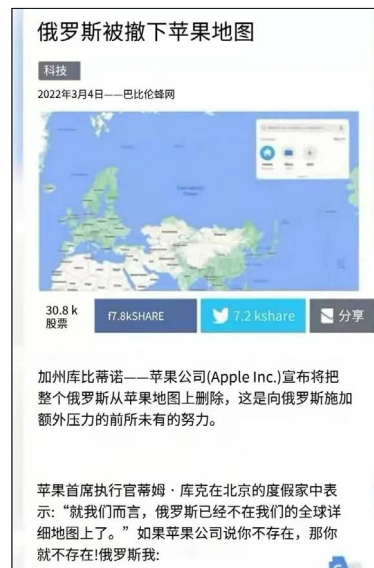 俄罗斯被撤下苹果地图
科技
2022年3月4日——巴比伦蜂网
30.8 k
股票
f7.8kSHARE
7.2 kshare
分享
加州库比蒂诺——苹果公司(Apple Inc.)宣布将把
整个俄罗斯从苹果地图上删除，这是向俄罗斯施加
额外压力的前所未有的努力。
苹果首席执行官蒂姆·库克在北京的度假家中表
示:“就我们而言，俄罗斯已经不在我们的全球详
细地图上了。”如果苹果公司说你不存在，那你
就不存在!俄罗斯我: